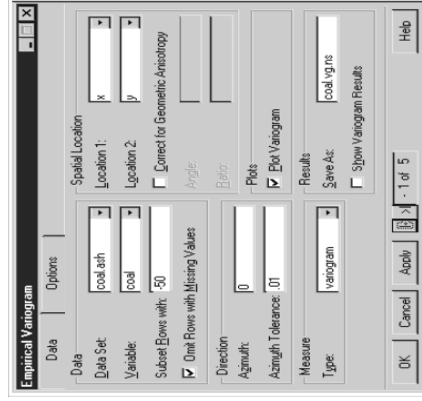 Empirical Variogram
Data
Options
Data
Data Set:
coal.ash
Variable:
coal
Subset Rows with:
-50
Omit Rows with Missing Values
Direction
Azimuth:
0
Azimuth Tolerance:
.01
Measure
Type:
variogram
Spatial Location
Location 1:
x
Location 2:
y
Correct for Geometric Anisotropy
Angle:
Ratio:
Plots
Plot Variogram
Results
Save As:
coal.vg.ns
Show Variogram Results
OK
Cancel
Apply
- 1 of 5
Help